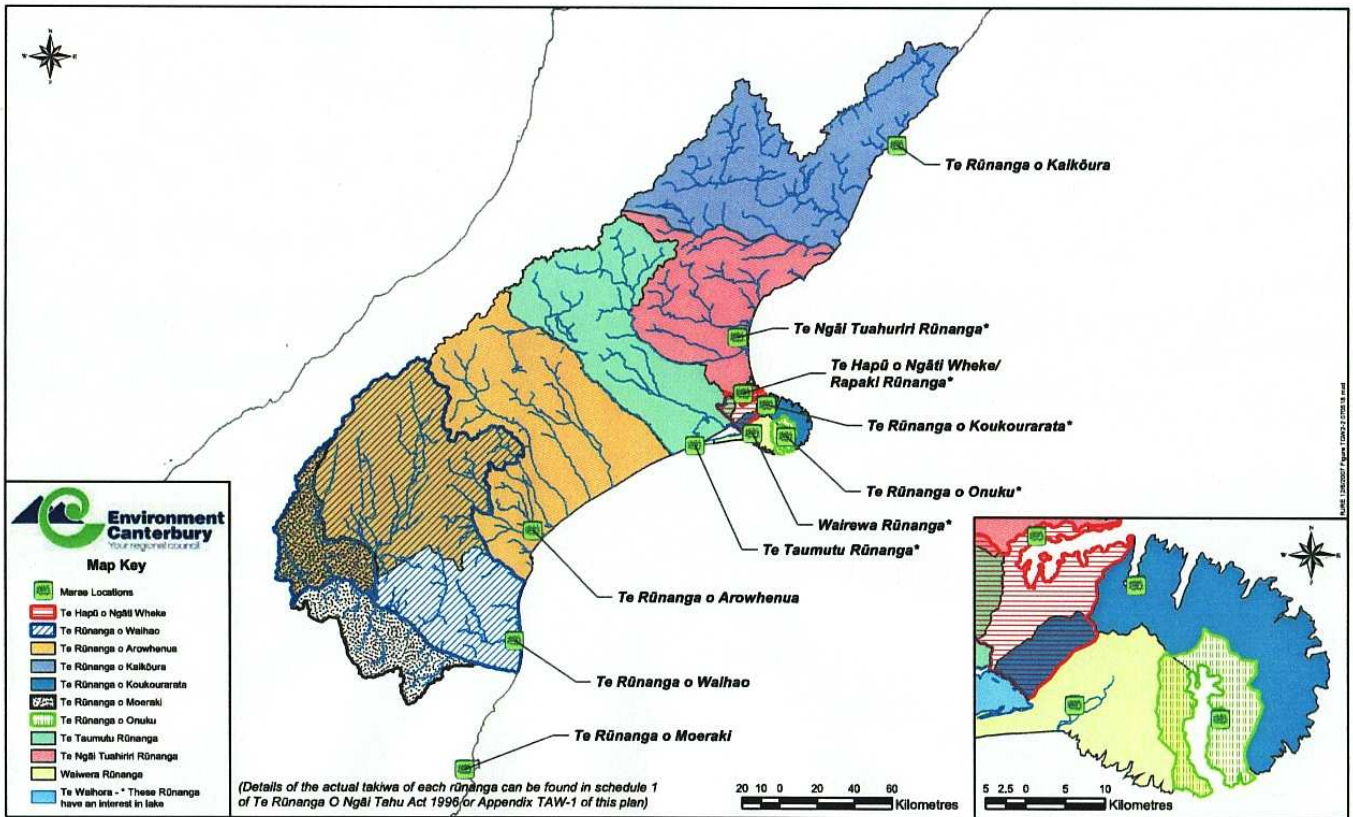 N
W
E
S
Te Rūnanga o Kaikōura
Te Ngāi Tuahuriri Rūnanga*
Te Hapū o Ngāti Wheke/
Rapaki Rūnanga*
Te Rūnanga o Koukourarata*
Te Rūnanga o Onuku*
Wairewa Rūnanga*
Te Taumutu Rūnanga*
Te Rūnanga o Arowhenua
Te Rūnanga o Waihao
Te Rūnanga o Moeraki
Environment
Canterbury
Your regional council
Map Key
Marae Locations
Te Hapū o Ngāti Wheke
Te Rūnanga o Waihao
Te Rūnanga o Arowhenua
Te Rūnanga o Kaikōura
Te Rūnanga o Koukourarata
Te Rūnanga o Moeraki
Te Rūnanga o Onuku
Te Taumutu Rūnanga
Te Ngāi Tuahiriri Rūnanga
Waiwera Rūnanga
Te Waihora - * These Rūnanga
have an interest in lake
(Details of the actual takiwa of each rūnanga can be found in schedule 1
of Te Rūnanga O Ngāi Tahu Act 1996 or Appendix TAW-1 of this plan)
20 10 0 20 40 60
Kilometres
N
W
E
S
5 2.5 0 5 10
Kilometres